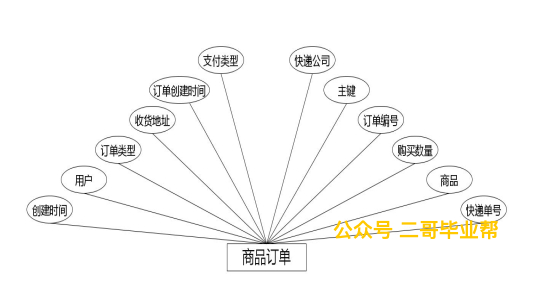 支付类型
快递公司
订单创建时间
主键
收货地址
订单编号
订单类型
购买数量
用户
商品
创建时间
快递单号
公众号 二哥毕业帮
商品订单